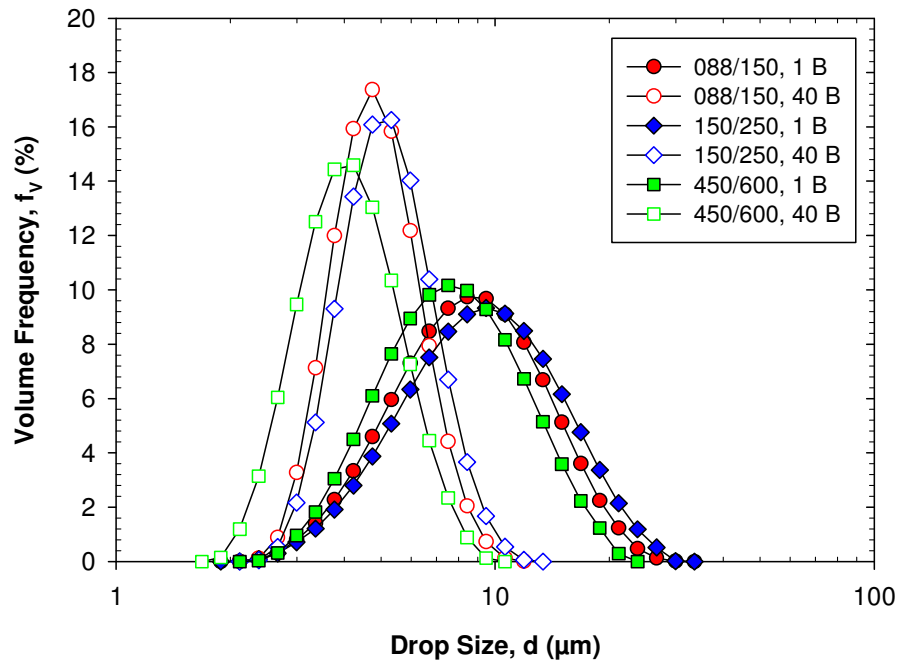 20
18
16
14
12
10
8
6
4
2
0
Volume Frequency, f_V (%)
088/150, 1 B
088/150, 40 B
150/250, 1 B
150/250, 40 B
450/600, 1 B
450/600, 40 B
1 10 100
Drop Size, d (µm)